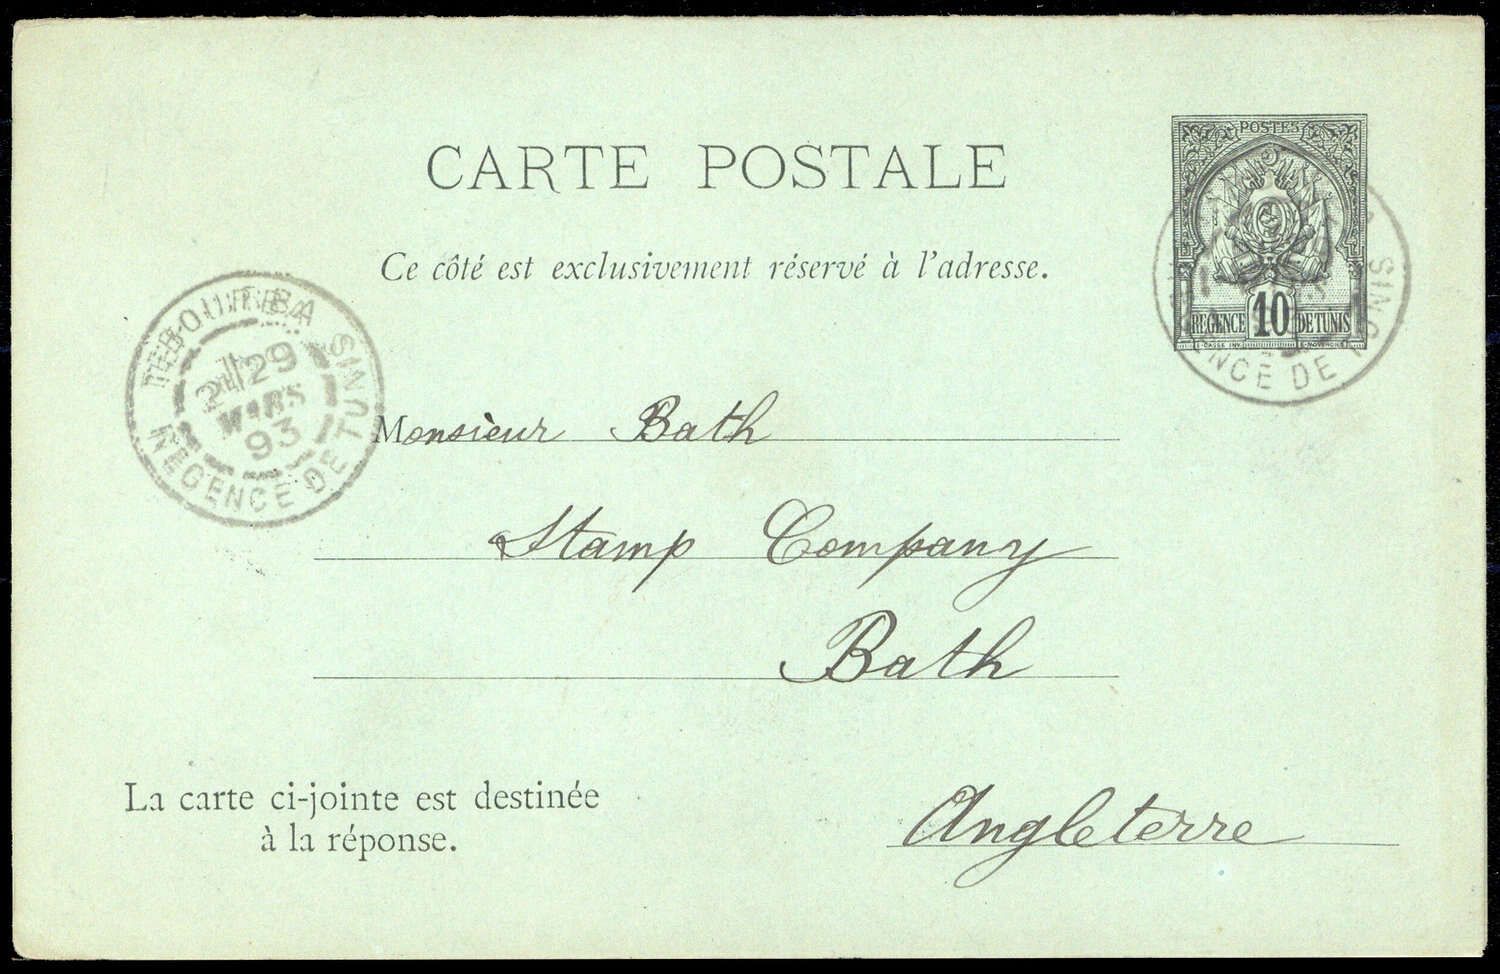 CARTE POSTALE
POSTES
Ce côté est exclusivement réservé à l'adresse.
REGENCE 10 DE TUNIS
TEBOURBA
29
MARS
93
REGENCE DE TUNIS
Monsieur Bath
Stamp Company
Bath
La carte ci-jointe est destinée
à la réponse.
Angleterre